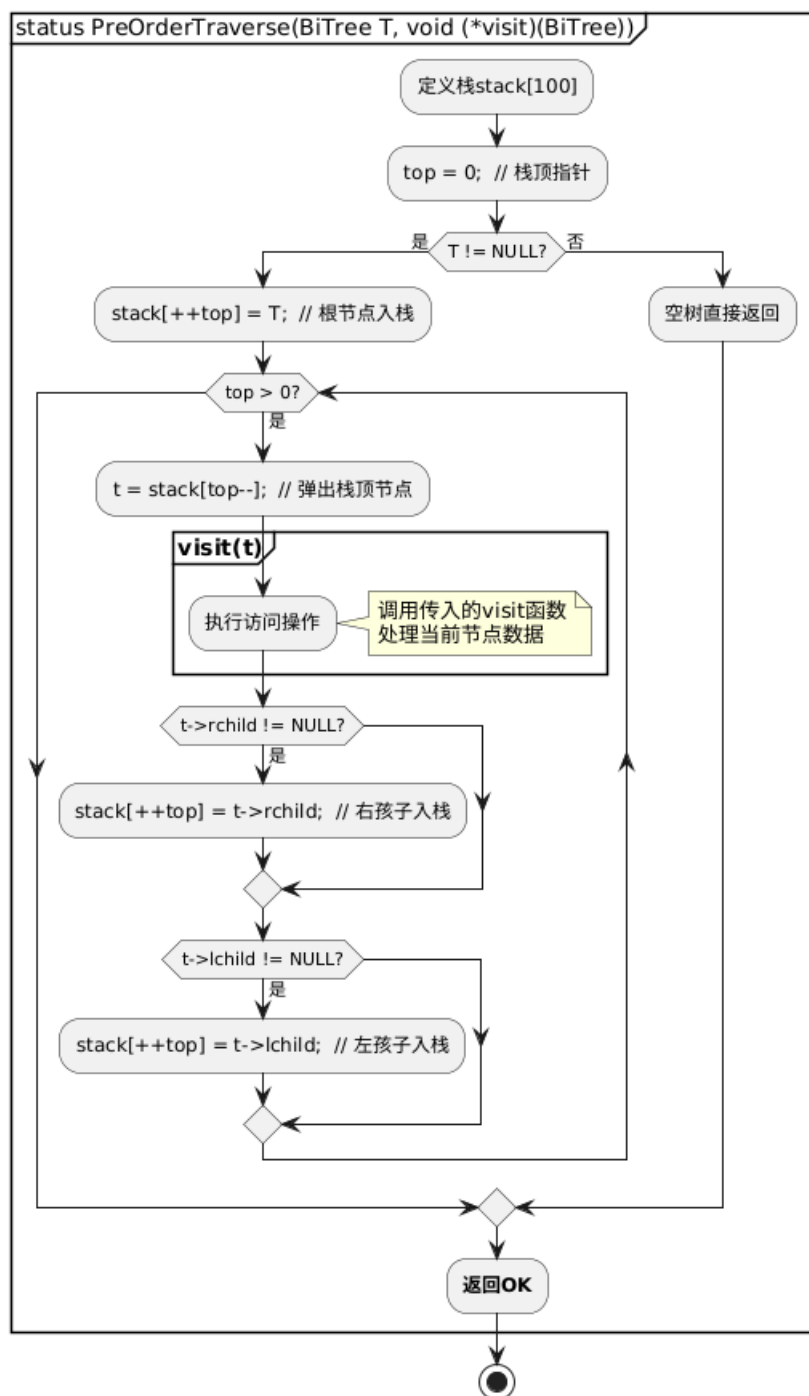 status PreOrderTraverse(BiTree T, void (*visit)(BiTree))
定义栈stack[100]
top = 0;  // 栈顶指针
是
T != NULL?
否
stack[++top] = T;  // 根节点入栈
空树直接返回
top > 0?
是
t = stack[top--];  // 弹出栈顶节点
visit(t)
执行访问操作
调用传入的visit函数
处理当前节点数据
t->rchild != NULL?
是
stack[++top] = t->rchild;  // 右孩子入栈
t->lchild != NULL?
是
stack[++top] = t->lchild;  // 左孩子入栈
返回OK